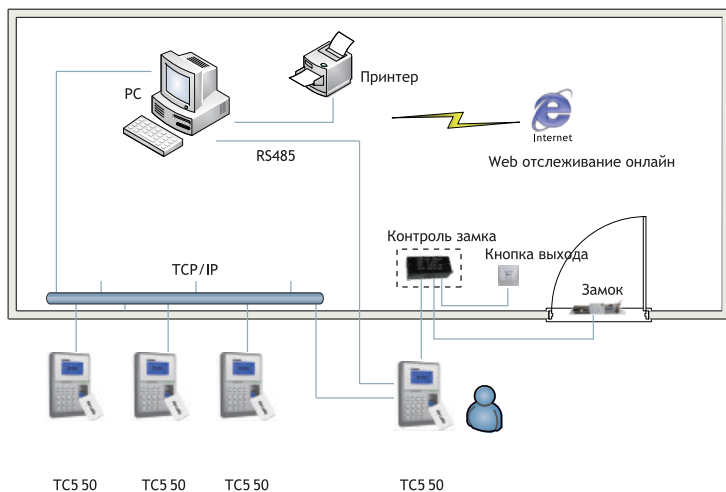 Принтер
PC
Internet
RS485
Web отслеживание онлайн
Контроль замка
Кнопка выхода
TCP/IP
Замок
TC5 50
TC5 50
TC5 50
TC5 50